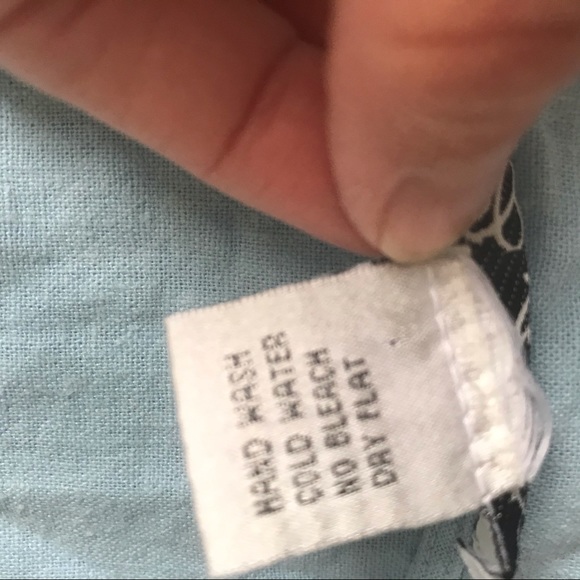 HAND WASH
COLD WATER
NO BLEACH
DRY FLAT